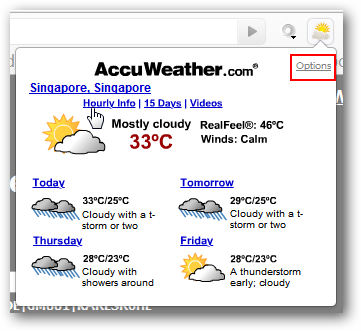 AccuWeather.com®
Options
Singapore, Singapore
Hourly Info | 15 Days | Videos
Mostly cloudy
33ºC
RealFeel®: 46ºC
Winds: Calm
Today
33ºC/25ºC
Cloudy with a t-
storm or two
Tomorrow
29ºC/25ºC
Cloudy with a t-
storm or two
Thursday
28ºC/23ºC
Cloudy with
showers around
Friday
28ºC/23ºC
A thunderstorm
early; cloudy